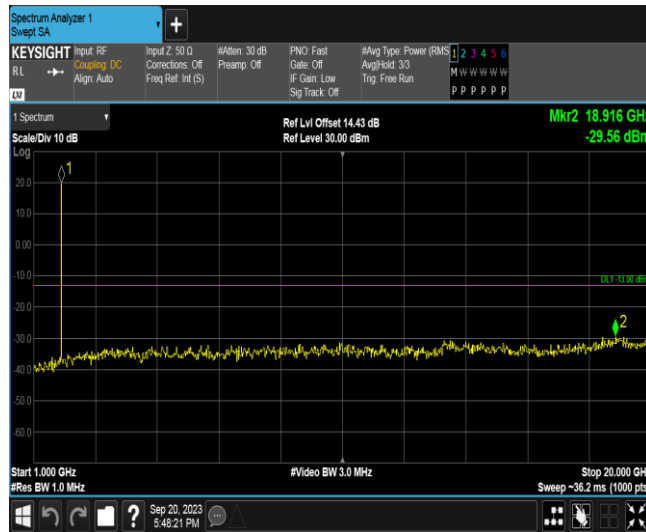 Spectrum Analyzer 1
Swept SA
+
KEYSIGHT
RL
LXI
Input: RF
Coupling: DC
Align: Auto
Input Z: 50 Ω
Corrections: Off
Freq Ref: Int (S)
#Atten: 30 dB
Preamp: Off
PNO: Fast
Gate: Off
IF Gain: Low
Sig Track: Off
#Avg Type: Power (RMS
Avg|Hold: 3/3
Trig: Free Run
1 2 3 4 5 6
M W W W W W
P P P P P P
1 Spectrum
Scale/Div 10 dB
Log
Ref Lvl Offset 14.43 dB
Ref Level 30.00 dBm
Mkr2 18.916 GHz
-29.56 dBm
1
20.0
10.0
0.00
-10.0
DL1 -13.00 dBm
-20.0
2
-30.0
-40.0
-50.0
-60.0
Start 1.000 GHz
#Video BW 3.0 MHz
Stop 20.000 GHz
#Res BW 1.0 MHz
Sweep ~36.2 ms (1000 pts)
?
Sep 20, 2023
5:48:21 PM